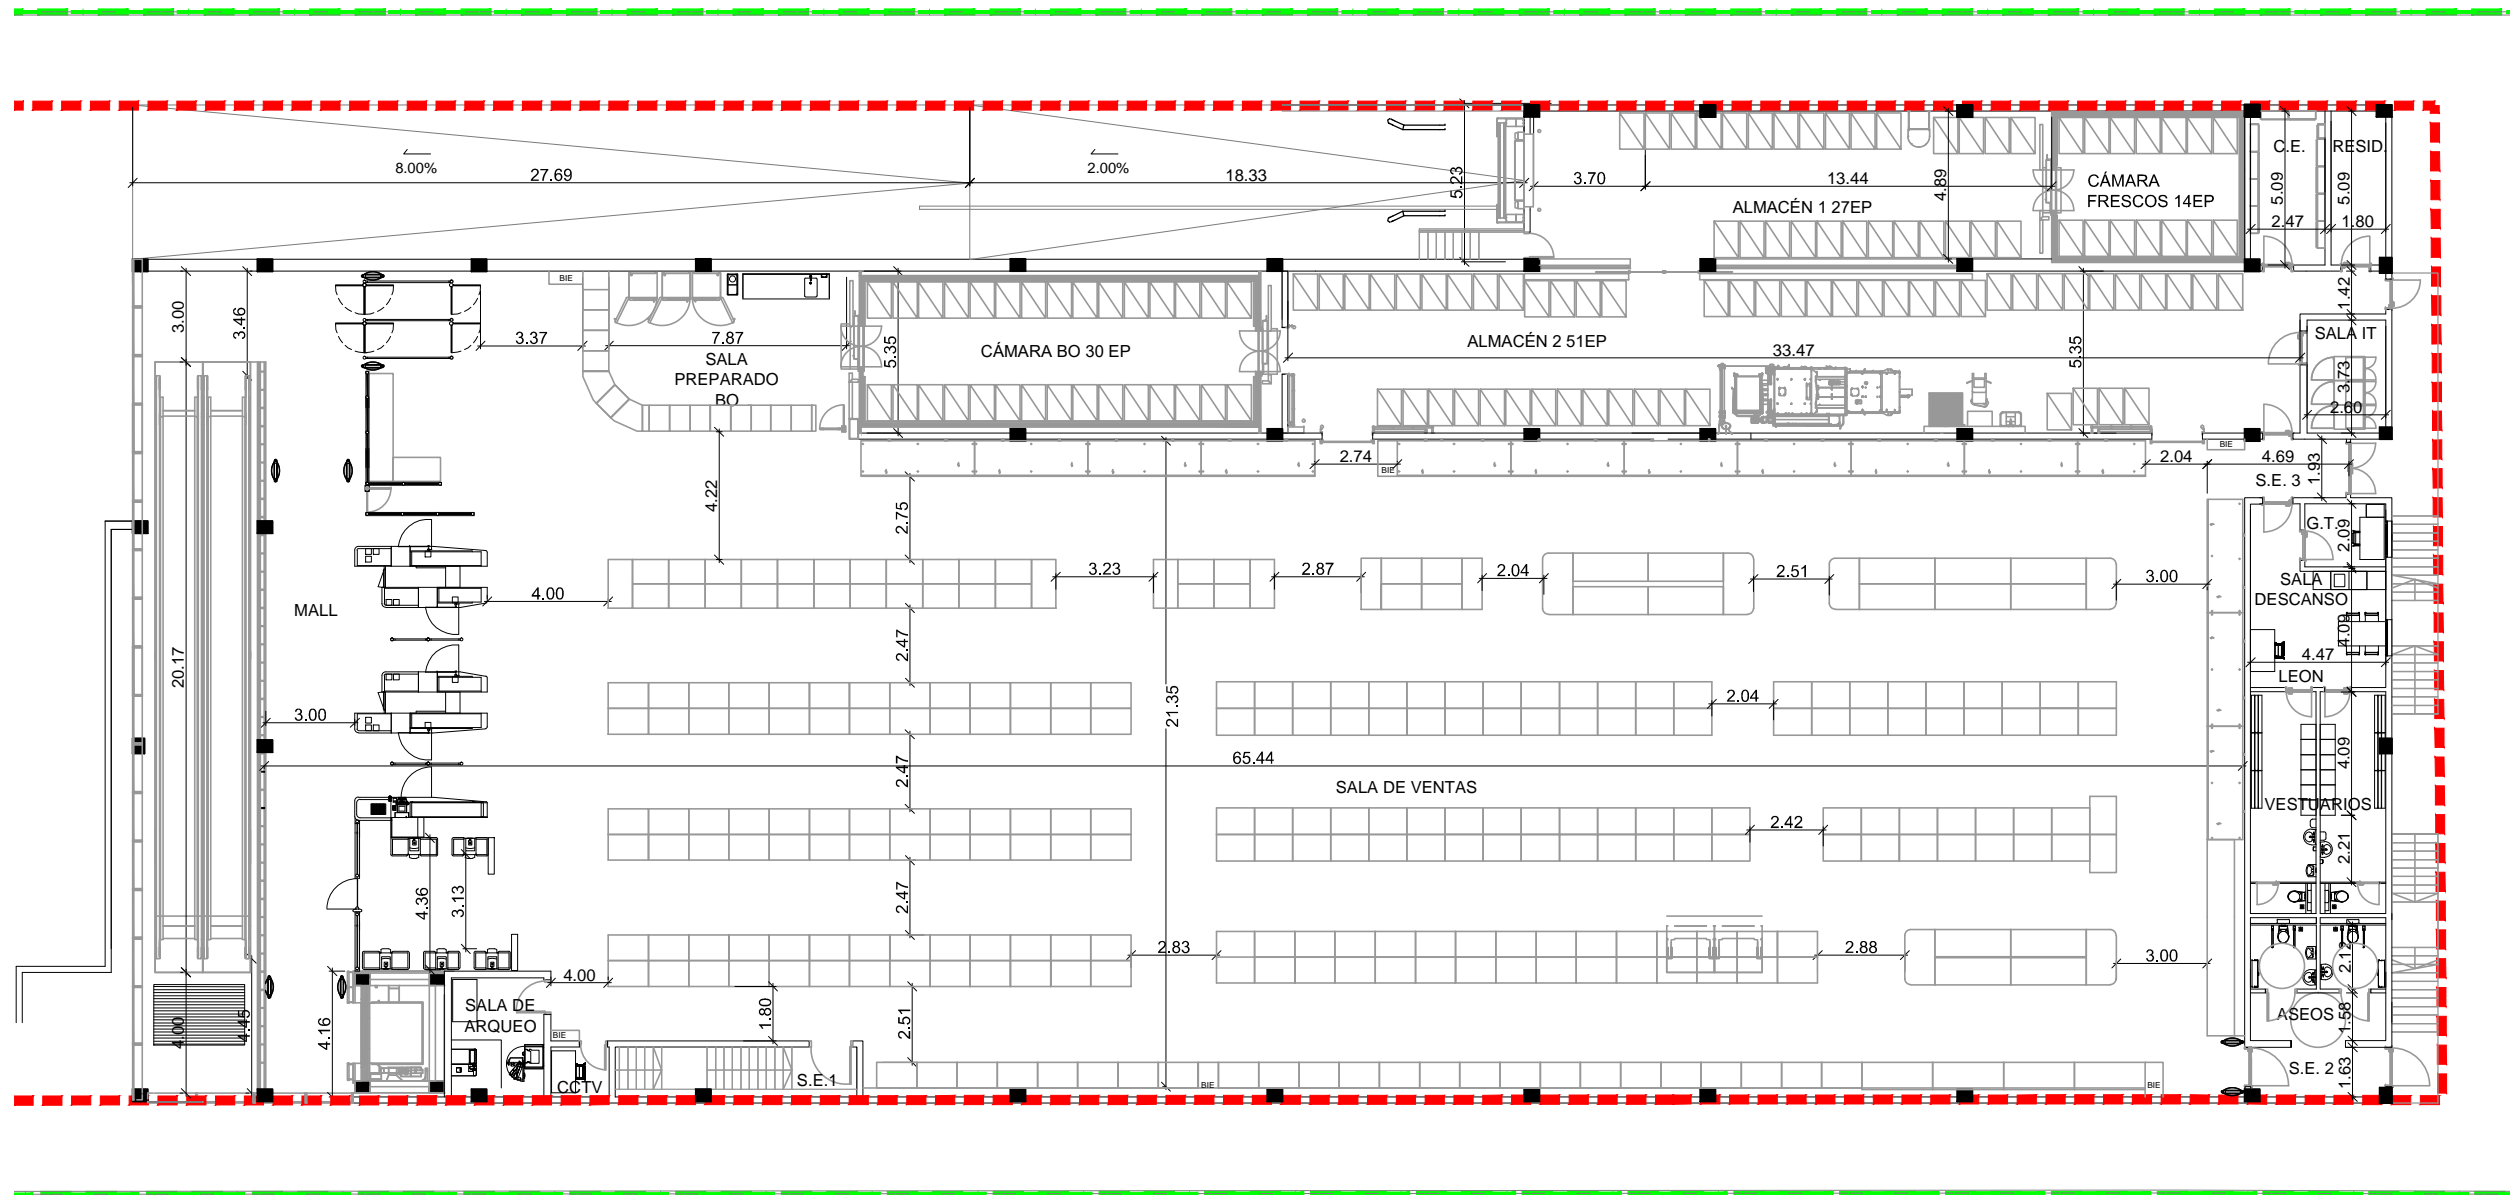 8.00%
2.00%
27.69
18.33
5.23
3.70
13.44
4.89
ALMACÉN 1 27EP
CÁMARA
FRESCOS 14EP
C.E.
RESID.
5.09
5.09
2.47
1.80
3.00
3.46
BIE
3.37
7.87
SALA
PREPARADO
BO
5.35
CÁMARA BO 30 EP
ALMACÉN 2 51EP
33.47
5.35
1.42
SALA IT
3.73
2.60
BIE
2.74
BIE
2.04
4.69
1.93
S.E. 3
4.22
2.75
G.T.
2.09
MALL
4.00
3.23
2.87
2.04
2.51
3.00
SALA
DESCANSO
4.09
4.47
LEON
2.47
20.17
3.00
21.35
2.04
4.09
65.44
2.47
SALA DE VENTAS
VESTUARIOS
2.42
2.21
4.36
3.13
2.47
2.83
2.88
3.00
2.12
4.00
SALA DE
ARQUEO
4.00
4.45
4.16
1.80
2.51
BIE
ASEOS
1.58
CCTV
S.E.1
BIE
BIE
S.E. 2
1.63